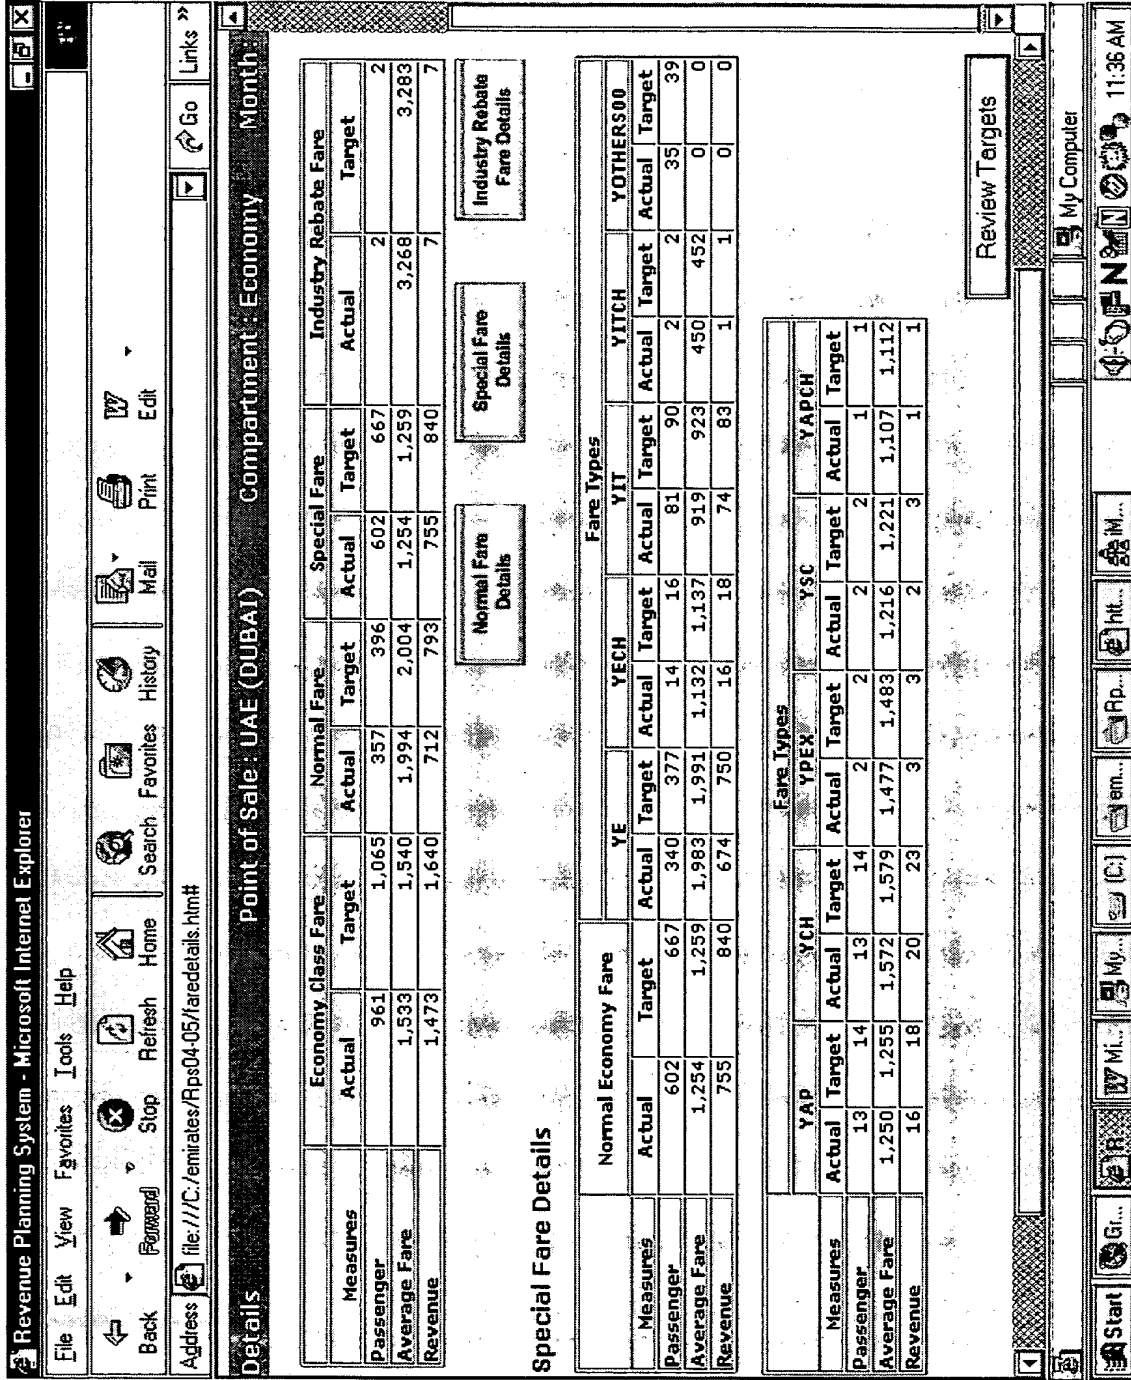 Revenue Planning System - Microsoft Internet Explorer
File Edit View Favorites Tools Help
Back Forward Stop Refresh Home Search Favorites History Mail Print Edit
Address file:///C:/emirates/Rps04-05/faredetails.htm# Go Links »
Details Point of Sale : UAE (DUBAI) Compartment : Economy Month :
Economy Class Fare Normal Fare Special Fare Industry Rebate Fare
Measures Actual Target Actual Target Actual Target Actual Target
Passenger 961 1,065 357 396 602 667 2 2
Average Fare 1,533 1,540 1,994 2,004 1,254 1,259 3,268 3,283
Revenue 1,473 1,640 712 793 755 840 7 7
Normal Fare Details
Special Fare Details
Industry Rebate Fare Details
Special Fare Details
Normal Economy Fare Fare Types
YE YECH YIT YITCH YOTHERS00
Measures Actual Target Actual Target Actual Target Actual Target Actual Target Actual Target
Passenger 602 667 340 377 14 16 81 90 2 2 35 39
Average Fare 1,254 1,259 1,983 1,991 1,132 1,137 919 923 450 452 0 0
Revenue 755 840 674 750 16 18 74 83 1 1 0 0
Fare Types
YAP YCH YPEX YSC YAPCH
Measures Actual Target Actual Target Actual Target Actual Target Actual Target
Passenger 13 14 13 14 2 2 2 2 1 1
Average Fare 1,250 1,255 1,572 1,579 1,477 1,483 1,216 1,221 1,107 1,112
Revenue 16 18 20 23 3 3 2 3 1 1
Review Targets
My Computer
Start Gr... R... Mi... My... (C:) em... Rp... htt... iM... N N 11:36 AM